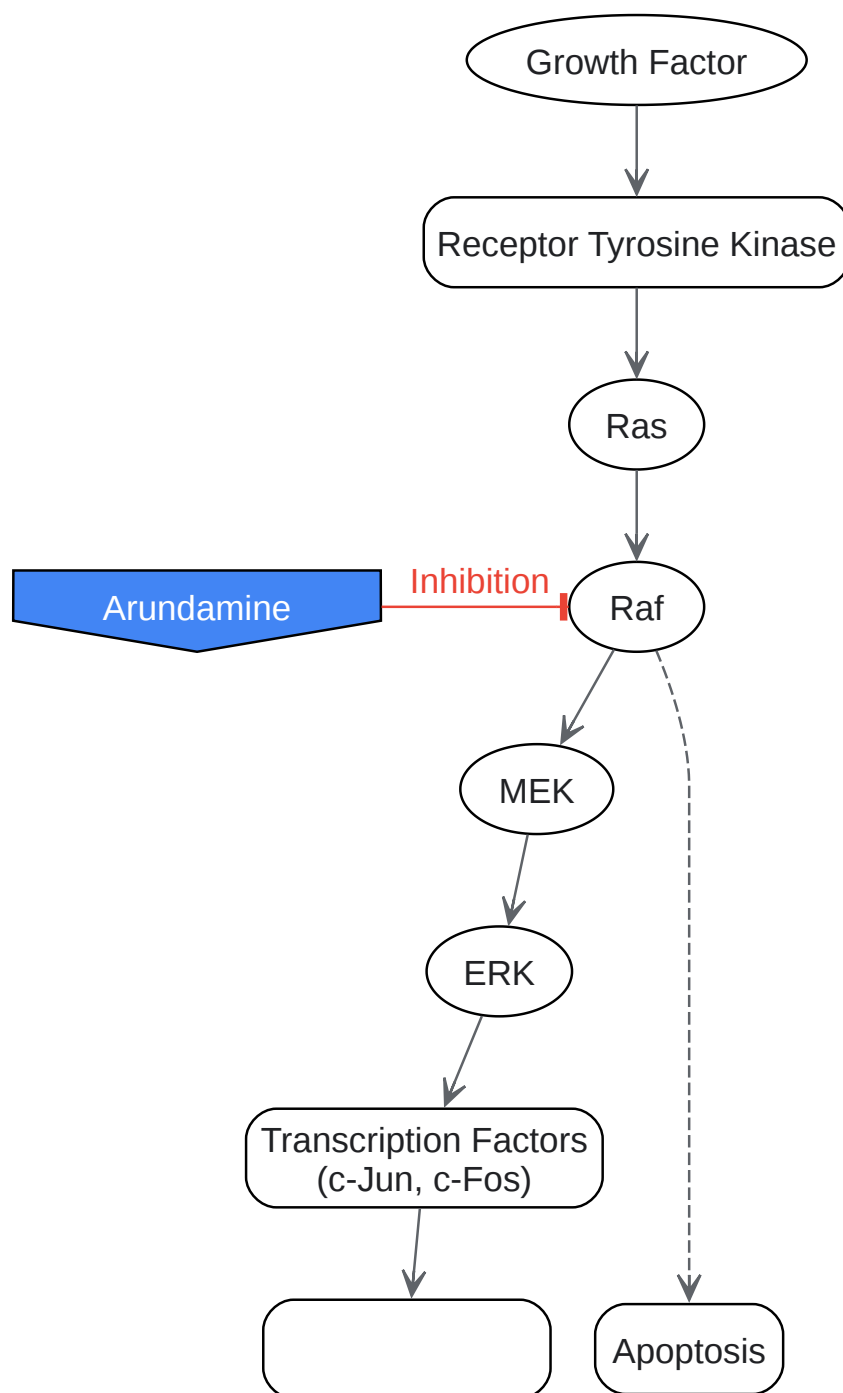 Growth Factor
Receptor Tyrosine Kinase
Ras
Inhibition
Arundamine
Raf
MEK
ERK
Transcription Factors
(c-Jun, c-Fos)
Apoptosis